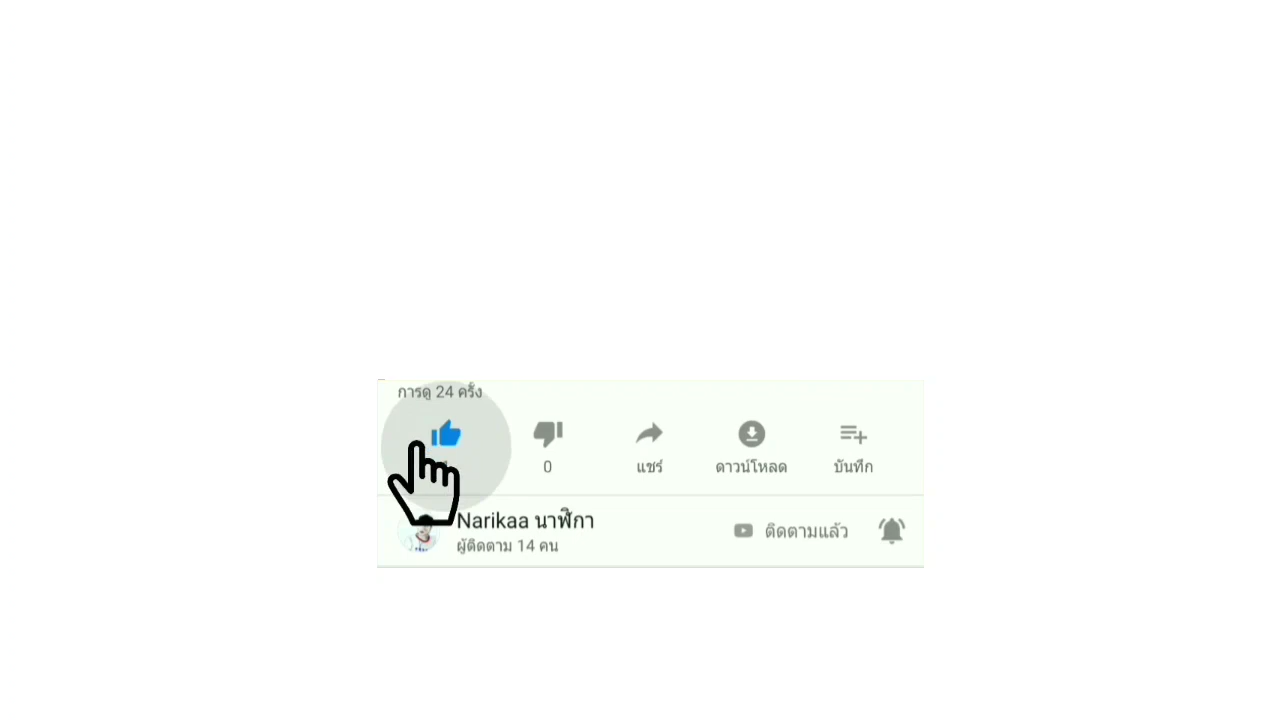 การดู 24 ครั้ง
0 แชร์ ดาวน์โหลด บันทึก
Narikaa นาฬิกา ติดตามแล้ว
ผู้ติดตาม 14 คน